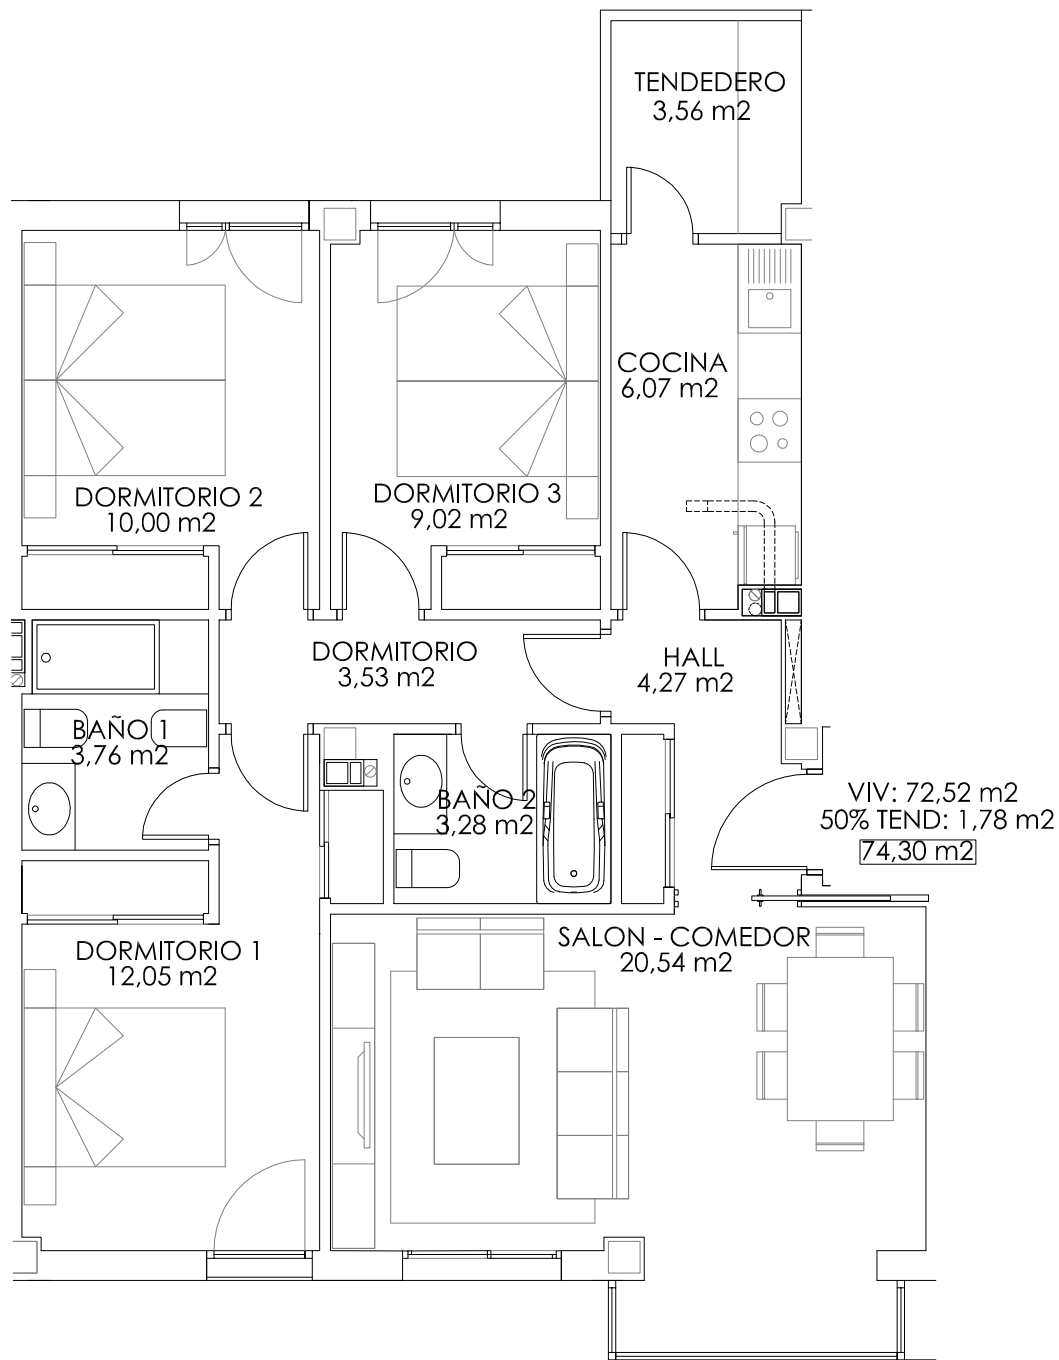 TENDEDERO
3,56 m2
COCINA
6,07 m2
DORMITORIO 2
10,00 m2
DORMITORIO 3
9,02 m2
DORMITORIO
3,53 m2
HALL
4,27 m2
BAÑO 1
3,76 m2
BAÑO 2
3,28 m2
VIV: 72,52 m2
50% TEND: 1,78 m2
74,30 m2
DORMITORIO 1
12,05 m2
SALON - COMEDOR
20,54 m2